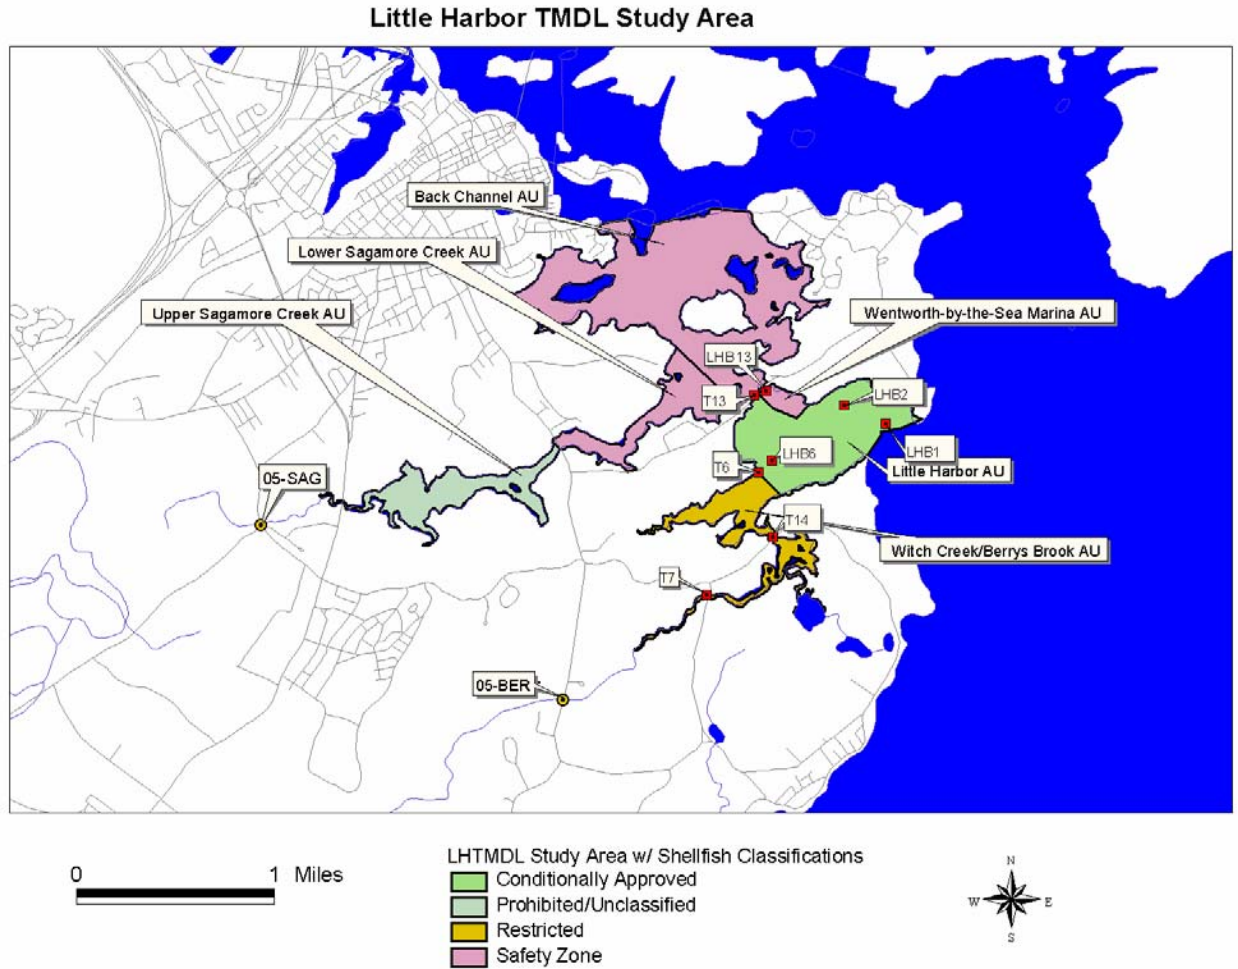 Little Harbor TMDL Study Area
Back Channel AU
Lower Sagamore Creek AU
Upper Sagamore Creek AU
Wentworth-by-the-Sea Marina AU
LHB13
T13
LHB2
LHB1
LHB6
T6
Little Harbor AU
05-SAG
T14
Witch Creek/Berrys Brook AU
T7
05-BER
0 1 Miles
LHTMDL Study Area w/ Shellfish Classifications
Conditionally Approved
Prohibited/Unclassified
Restricted
Safety Zone
N
W E
S